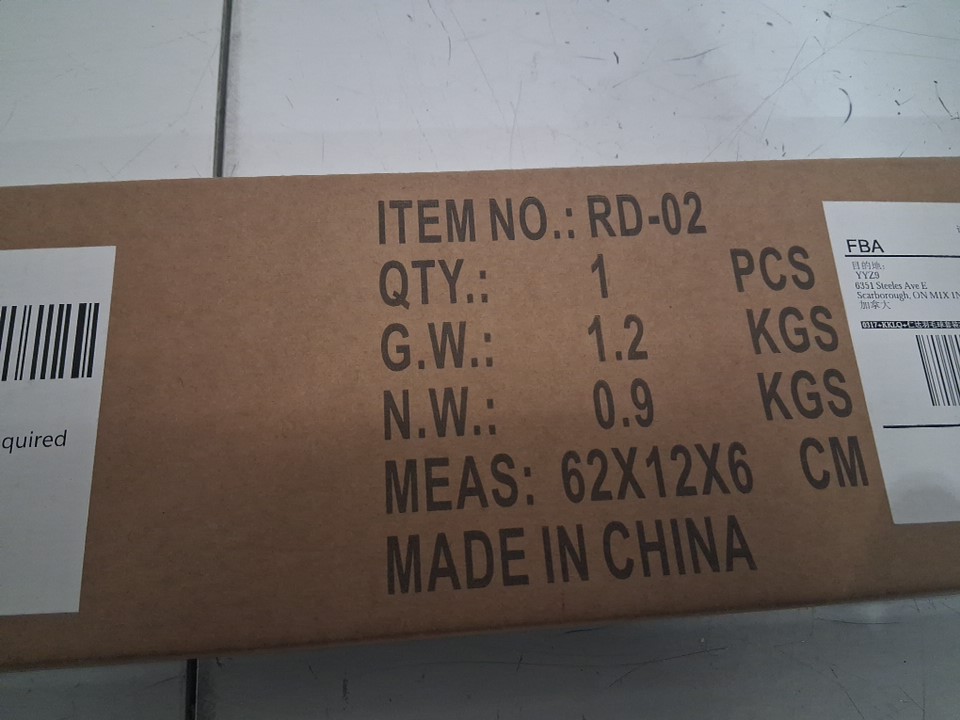 ITEM NO.: RD-02
QTY.: 1 PCS
G.W.: 1.2 KGS
N.W.: 0.9 KGS
MEAS: 62X12X6 CM
MADE IN CHINA
quired
FBA
目的地:
YYZ9
6351 Steeles Ave E
Scarborough, ON M1X 1N
加拿大